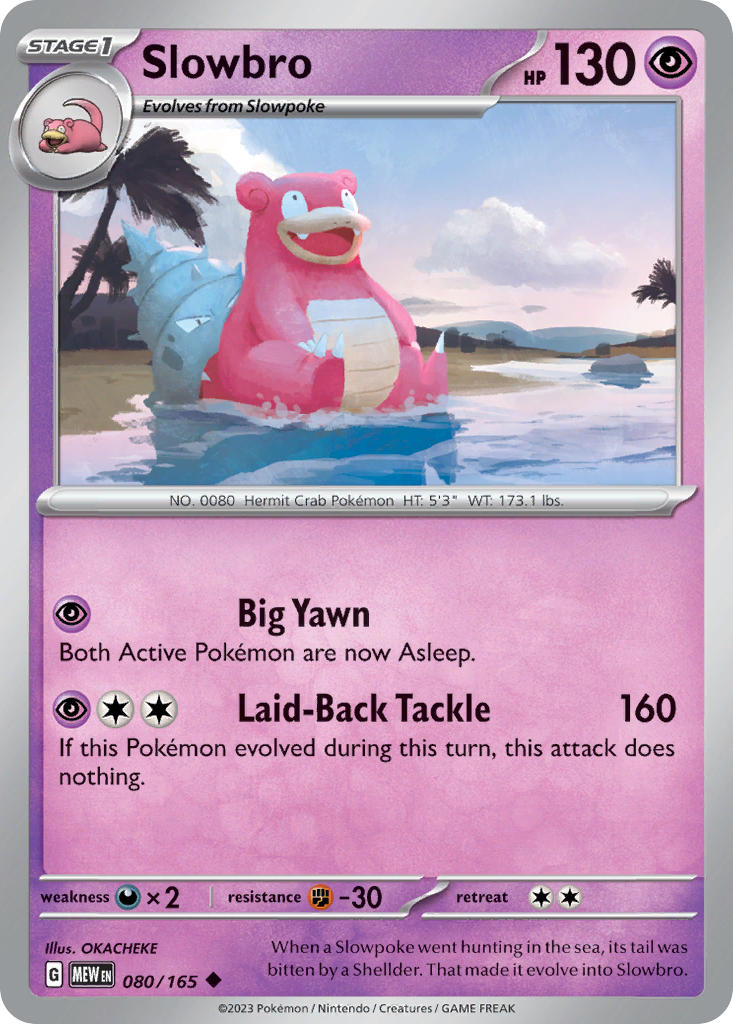 STAGE 1
Slowbro
HP 130
Evolves from Slowpoke
NO. 0080 Hermit Crab Pokémon HT: 5'3" WT: 173.1 lbs.
Big Yawn
Both Active Pokémon are now Asleep.
Laid-Back Tackle 160
If this Pokémon evolved during this turn, this attack does
nothing.
weakness ×2 resistance -30 retreat
Illus. OKACHEKE
When a Slowpoke went hunting in the sea, its tail was
bitten by a Shellder. That made it evolve into Slowbro.
G MEW EN 080/165
©2023 Pokémon / Nintendo / Creatures / GAME FREAK